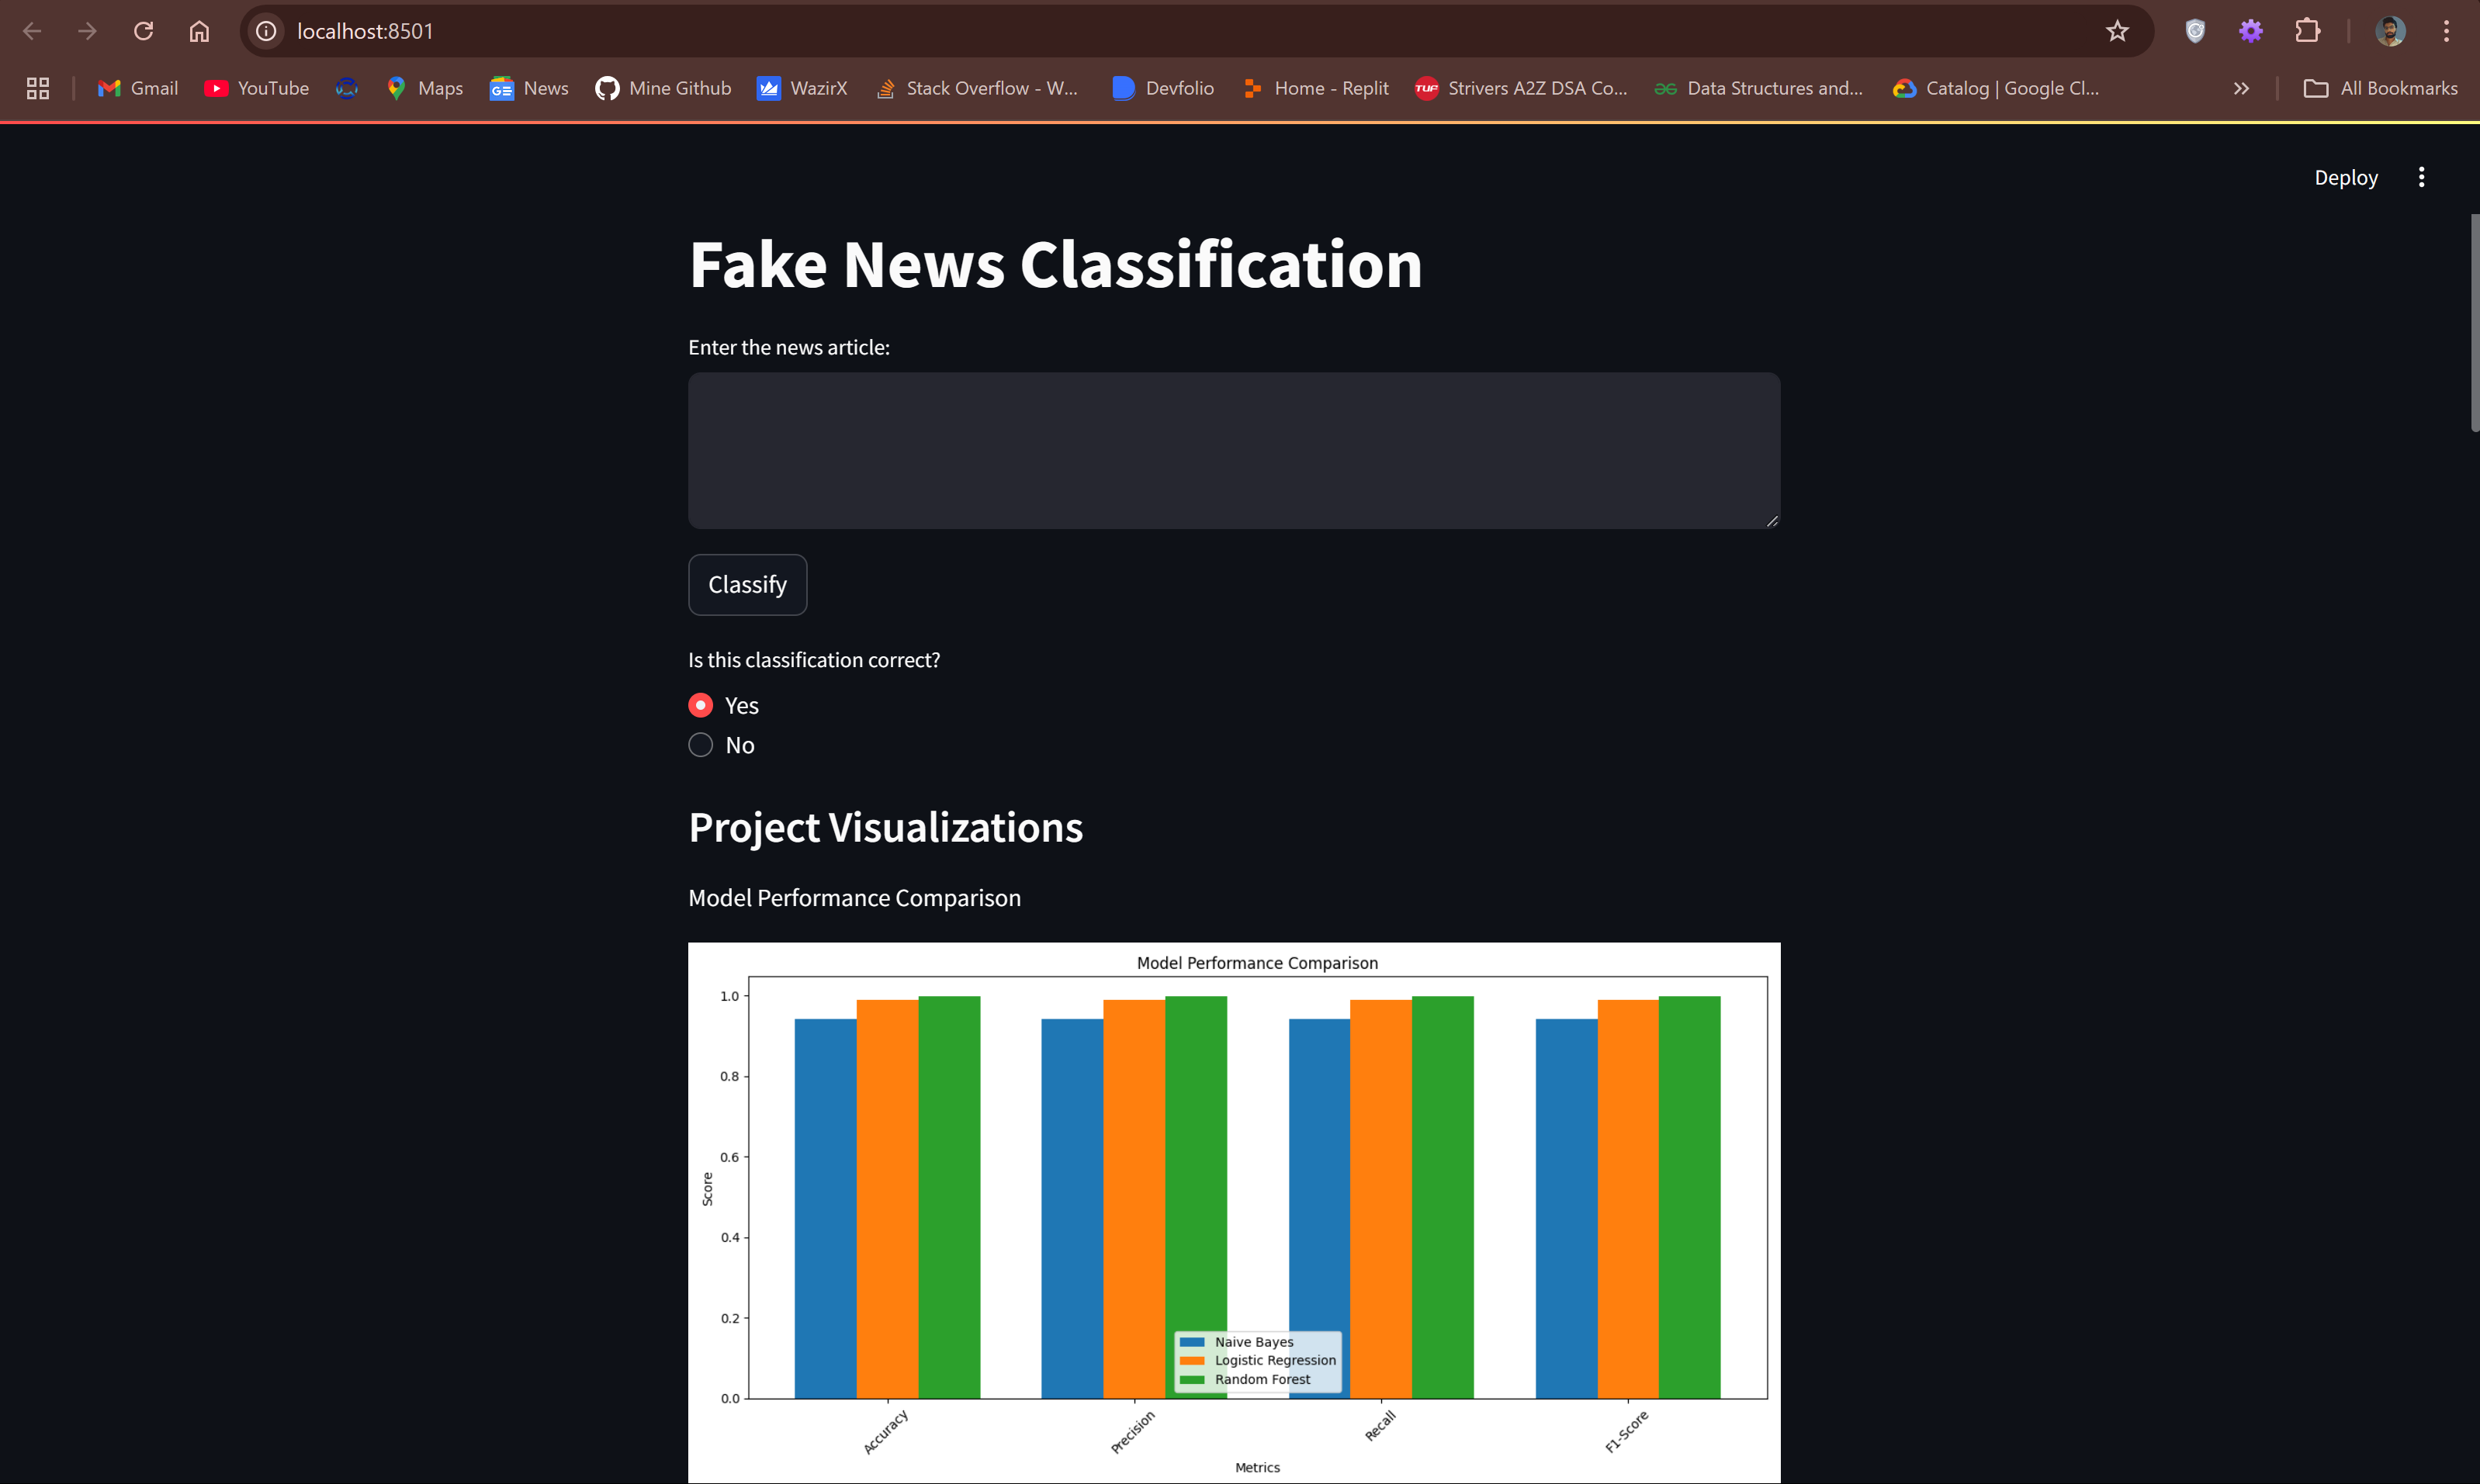 localhost:8501
Gmail YouTube Maps News Mine Github WazirX Stack Overflow - W... Devfolio Home - Replit Strivers A2Z DSA Co... Data Structures and... Catalog | Google Cl... All Bookmarks
Deploy
Fake News Classification
Enter the news article:
Classify
Is this classification correct?
Yes
No
Project Visualizations
Model Performance Comparison
Model Performance Comparison
1.0
0.8
0.6
0.4
0.2
0.0
Score
Naive Bayes
Logistic Regression
Random Forest
Accuracy Precision Recall F1-Score
Metrics